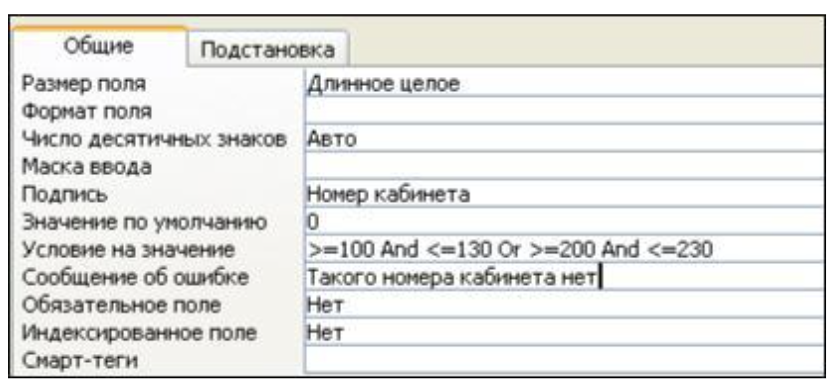 Общие Подстановка
Размер поля Длинное целое
Формат поля
Число десятичных знаков Авто
Маска ввода
Подпись Номер кабинета
Значение по умолчанию 0
Условие на значение >=100 And <=130 Or >=200 And <=230
Сообщение об ошибке Такого номера кабинета нет
Обязательное поле Нет
Индексированное поле Нет
Смарт-теги